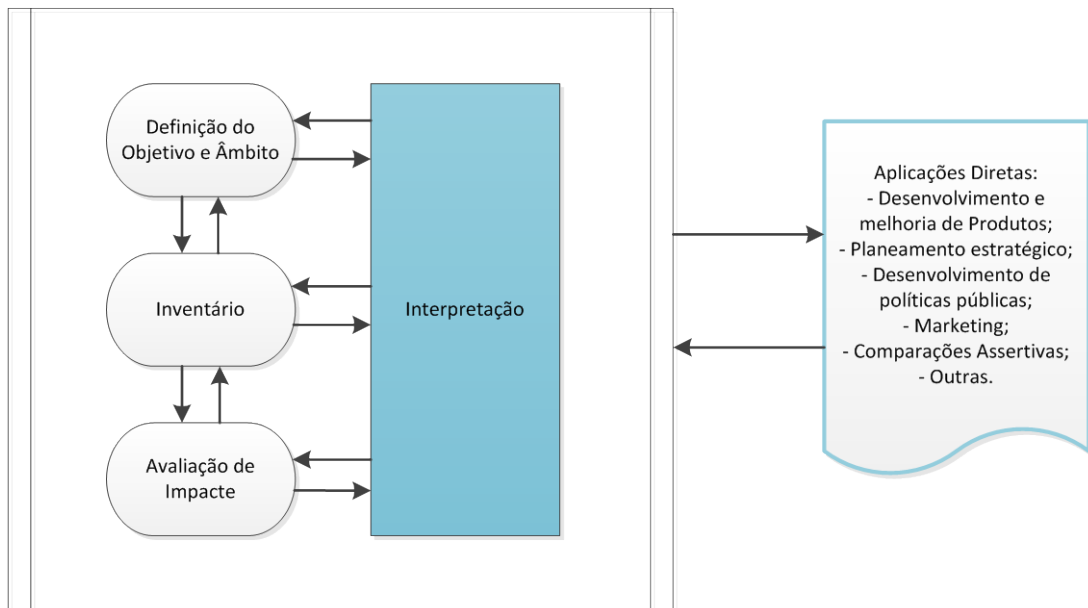 Definição do
Objetivo e Âmbito
Inventário
Avaliação de
Impacte
Interpretação
Aplicações Diretas:
- Desenvolvimento e
melhoria de Produtos;
- Planeamento estratégico;
- Desenvolvimento de
políticas públicas;
- Marketing;
- Comparações Assertivas;
- Outras.